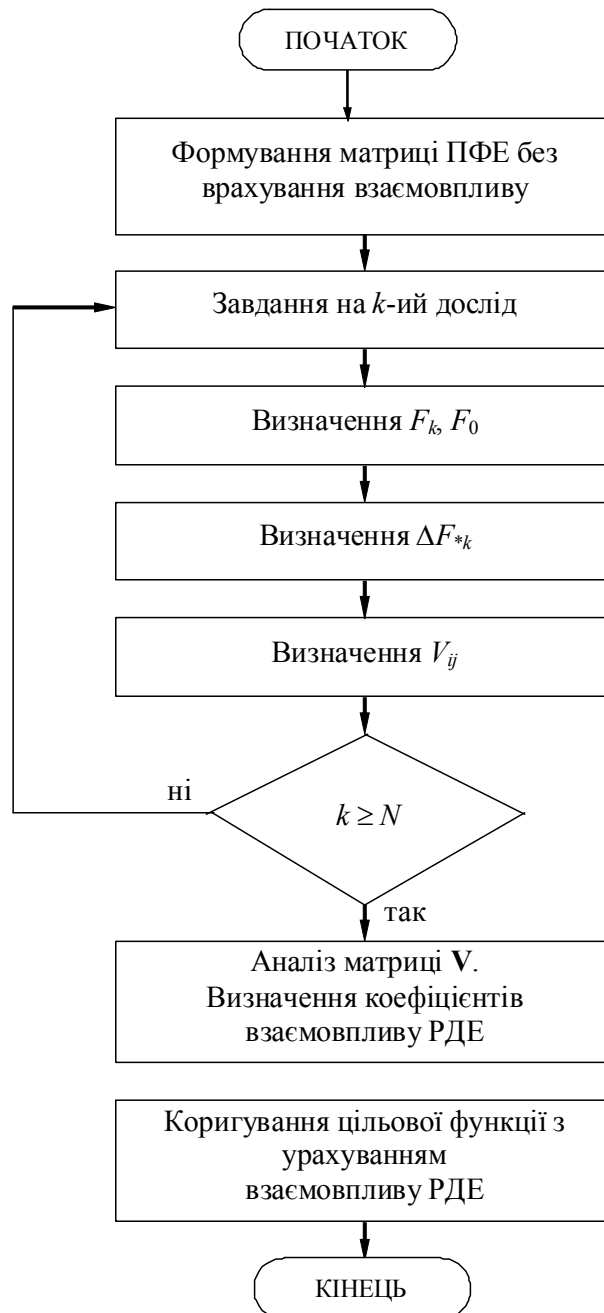 ПОЧАТОК
Формування матриці ПФЕ без
врахування взаємовпливу
Завдання на k-ий дослід
Визначення Fk, F0
Визначення ΔF*k
Визначення Vij
ні
k ≥ N
так
Аналіз матриці V.
Визначення коефіцієнтів
взаємовпливу РДЕ
Коригування цільової функції з
урахуванням
взаємовпливу РДЕ
КІНЕЦЬ